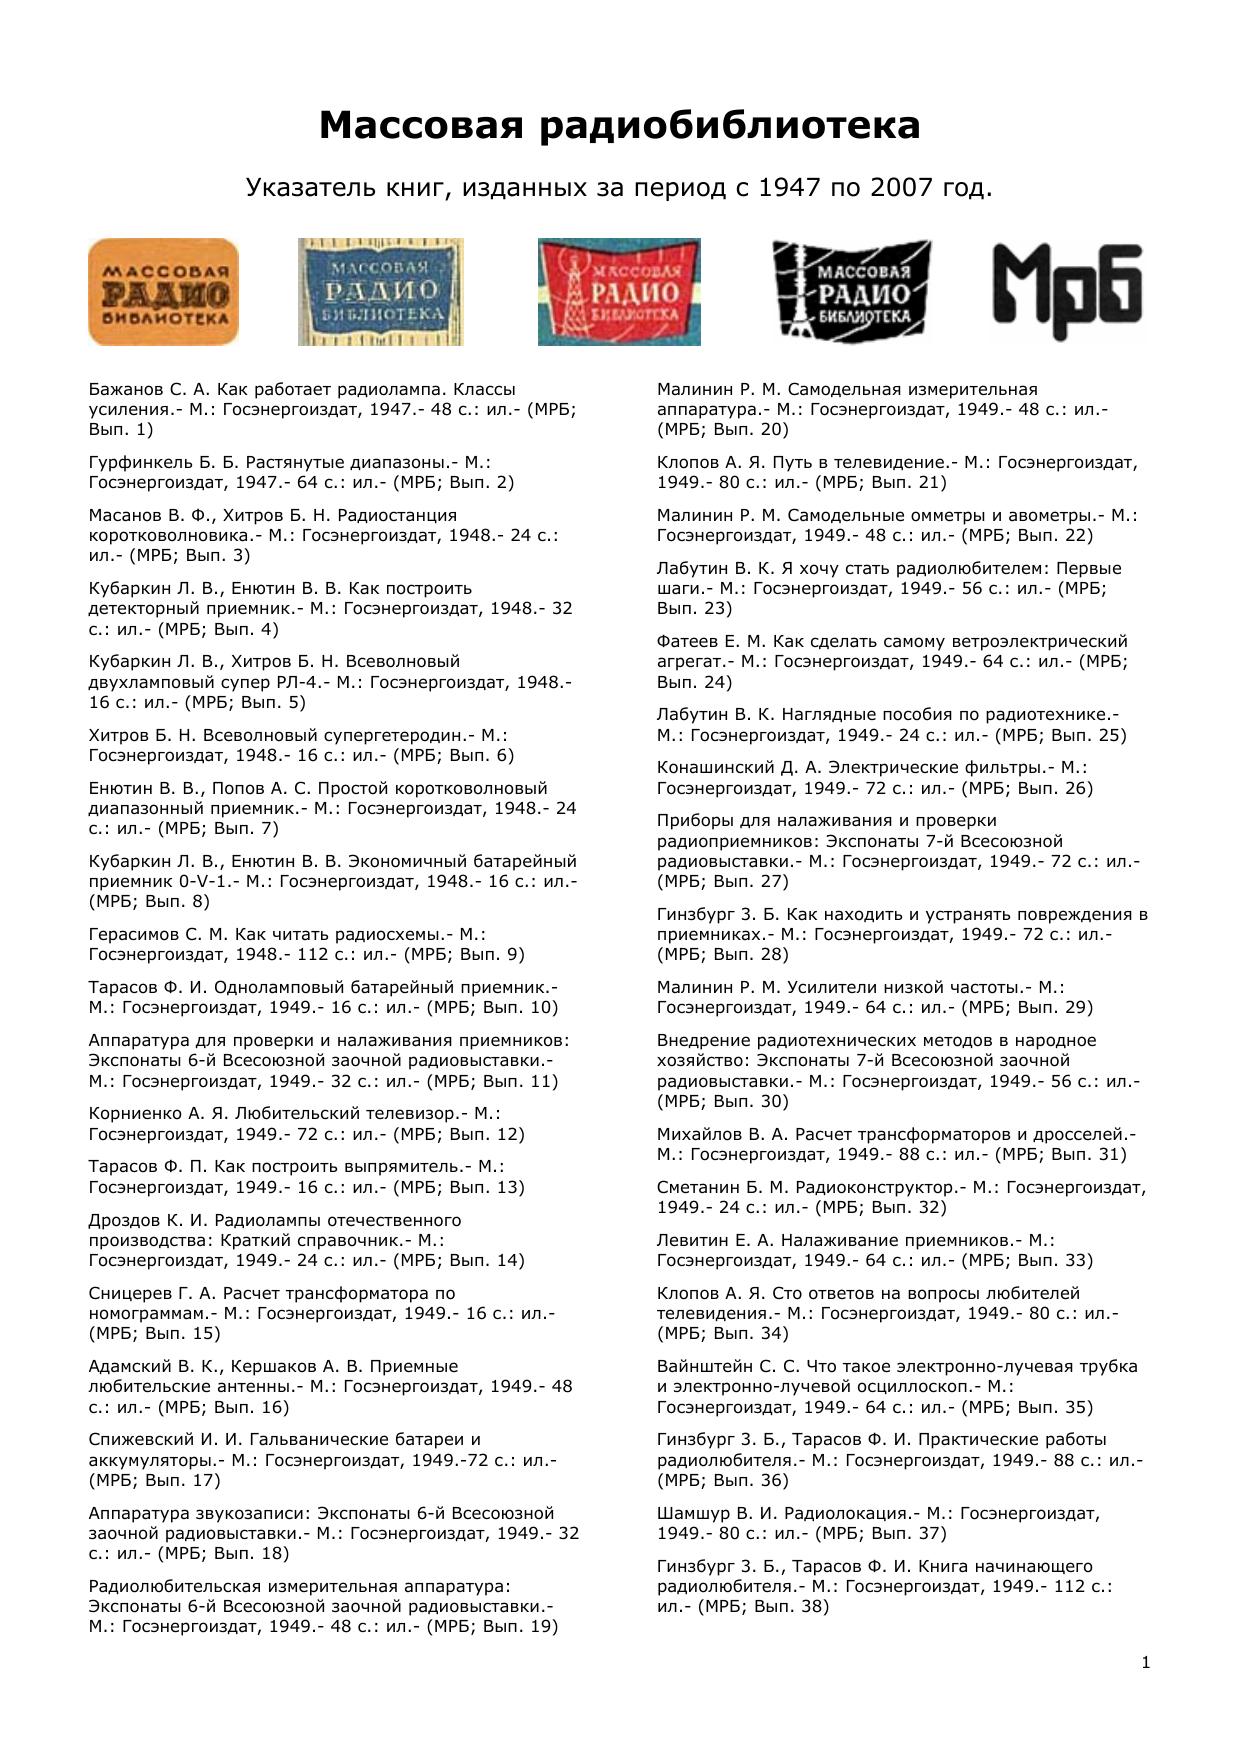 Массовая радиобиблиотека
Указатель книг, изданных за период с 1947 по 2007 год.
МАССОВАЯ
РАДИО
БИБЛИОТЕКА
МАССОВАЯ
РАДИО
БИБЛИОТЕКА
МАССОВАЯ
РАДИО
БИБЛИОТЕКА
МАССОВАЯ
РАДИО
БИБЛИОТЕКА
Мрб
Бажанов С. А. Как работает радиолампа. Классы
усиления.- М.: Госэнергоиздат, 1947.- 48 с.: ил.- (МРБ;
Вып. 1)
Гурфинкель Б. Б. Растянутые диапазоны.- М.:
Госэнергоиздат, 1947.- 64 с.: ил.- (МРБ; Вып. 2)
Масанов В. Ф., Хитров Б. Н. Радиостанция
коротковолновика.- М.: Госэнергоиздат, 1948.- 24 с.:
ил.- (МРБ; Вып. 3)
Кубаркин Л. В., Енютин В. В. Как построить
детекторный приемник.- М.: Госэнергоиздат, 1948.- 32
с.: ил.- (МРБ; Вып. 4)
Кубаркин Л. В., Хитров Б. Н. Всеволновый
двухламповый супер РЛ-4.- М.: Госэнергоиздат, 1948.-
16 с.: ил.- (МРБ; Вып. 5)
Хитров Б. Н. Всеволновый супергетеродин.- М.:
Госэнергоиздат, 1948.- 16 с.: ил.- (МРБ; Вып. 6)
Енютин В. В., Попов А. С. Простой коротковолновый
диапазонный приемник.- М.: Госэнергоиздат, 1948.- 24
с.: ил.- (МРБ; Вып. 7)
Кубаркин Л. В., Енютин В. В. Экономичный батарейный
приемник 0-V-1.- М.: Госэнергоиздат, 1948.- 16 с.: ил.-
(МРБ; Вып. 8)
Герасимов С. М. Как читать радиосхемы.- М.:
Госэнергоиздат, 1948.- 112 с.: ил.- (МРБ; Вып. 9)
Тарасов Ф. И. Одноламповый батарейный приемник.-
М.: Госэнергоиздат, 1949.- 16 с.: ил.- (МРБ; Вып. 10)
Аппаратура для проверки и налаживания приемников:
Экспонаты 6-й Всесоюзной заочной радиовыставки.-
М.: Госэнергоиздат, 1949.- 32 с.: ил.- (МРБ; Вып. 11)
Корниенко А. Я. Любительский телевизор.- М.:
Госэнергоиздат, 1949.- 72 с.: ил.- (МРБ; Вып. 12)
Тарасов Ф. П. Как построить выпрямитель.- М.:
Госэнергоиздат, 1949.- 16 с.: ил.- (МРБ; Вып. 13)
Дроздов К. И. Радиолампы отечественного
производства: Краткий справочник.- М.:
Госэнергоиздат, 1949.- 24 с.: ил.- (МРБ; Вып. 14)
Сницерев Г. А. Расчет трансформатора по
номограммам.- М.: Госэнергоиздат, 1949.- 16 с.: ил.-
(МРБ; Вып. 15)
Адамский В. К., Кершаков А. В. Приемные
любительские антенны.- М.: Госэнергоиздат, 1949.- 48
с.: ил.- (МРБ; Вып. 16)
Спижевский И. И. Гальванические батареи и
аккумуляторы.- М.: Госэнергоиздат, 1949.-72 с.: ил.-
(МРБ; Вып. 17)
Аппаратура звукозаписи: Экспонаты 6-й Всесоюзной
заочной радиовыставки.- М.: Госэнергоиздат, 1949.- 32
с.: ил.- (МРБ; Вып. 18)
Радиолюбительская измерительная аппаратура:
Экспонаты 6-й Всесоюзной заочной радиовыставки.-
М.: Госэнергоиздат, 1949.- 48 с.: ил.- (МРБ; Вып. 19)
Малинин Р. М. Самодельная измерительная
аппаратура.- М.: Госэнергоиздат, 1949.- 48 с.: ил.-
(МРБ; Вып. 20)
Клопов А. Я. Путь в телевидение.- М.: Госэнергоиздат,
1949.- 80 с.: ил.- (МРБ; Вып. 21)
Малинин Р. М. Самодельные омметры и авометры.- М.:
Госэнергоиздат, 1949.- 48 с.: ил.- (МРБ; Вып. 22)
Лабутин В. К. Я хочу стать радиолюбителем: Первые
шаги.- М.: Госэнергоиздат, 1949.- 56 с.: ил.- (МРБ;
Вып. 23)
Фатеев Е. М. Как сделать самому ветроэлектрический
агрегат.- М.: Госэнергоиздат, 1949.- 64 с.: ил.- (МРБ;
Вып. 24)
Лабутин В. К. Наглядные пособия по радиотехнике.-
М.: Госэнергоиздат, 1949.- 24 с.: ил.- (МРБ; Вып. 25)
Конашинский Д. А. Электрические фильтры.- М.:
Госэнергоиздат, 1949.- 72 с.: ил.- (МРБ; Вып. 26)
Приборы для налаживания и проверки
радиоприемников: Экспонаты 7-й Всесоюзной
радиовыставки.- М.: Госэнергоиздат, 1949.- 72 с.: ил.-
(МРБ; Вып. 27)
Гинзбург З. Б. Как находить и устранять повреждения в
приемниках.- М.: Госэнергоиздат, 1949.- 72 с.: ил.-
(МРБ; Вып. 28)
Малинин Р. М. Усилители низкой частоты.- М.:
Госэнергоиздат, 1949.- 64 с.: ил.- (МРБ; Вып. 29)
Внедрение радиотехнических методов в народное
хозяйство: Экспонаты 7-й Всесоюзной заочной
радиовыставки.- М.: Госэнергоиздат, 1949.- 56 с.: ил.-
(МРБ; Вып. 30)
Михайлов В. А. Расчет трансформаторов и дросселей.-
М.: Госэнергоиздат, 1949.- 88 с.: ил.- (МРБ; Вып. 31)
Сметанин Б. М. Радиоконструктор.- М.: Госэнергоиздат,
1949.- 24 с.: ил.- (МРБ; Вып. 32)
Левитин Е. А. Налаживание приемников.- М.:
Госэнергоиздат, 1949.- 64 с.: ил.- (МРБ; Вып. 33)
Клопов А. Я. Сто ответов на вопросы любителей
телевидения.- М.: Госэнергоиздат, 1949.- 80 с.: ил.-
(МРБ; Вып. 34)
Вайнштейн С. С. Что такое электронно-лучевая трубка
и электронно-лучевой осциллоскоп.- М.:
Госэнергоиздат, 1949.- 64 с.: ил.- (МРБ; Вып. 35)
Гинзбург З. Б., Тарасов Ф. И. Практические работы
радиолюбителя.- М.: Госэнергоиздат, 1949.- 88 с.: ил.-
(МРБ; Вып. 36)
Шамшур В. И. Радиолокация.- М.: Госэнергоиздат,
1949.- 80 с.: ил.- (МРБ; Вып. 37)
Гинзбург З. Б., Тарасов Ф. И. Книга начинающего
радиолюбителя.- М.: Госэнергоиздат, 1949.- 112 с.:
ил.- (МРБ; Вып. 38)
1